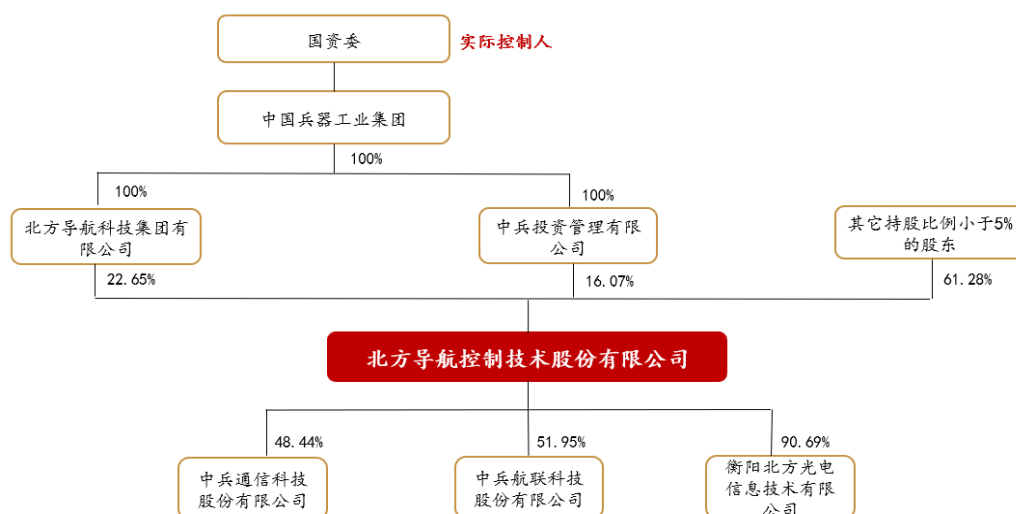 国资委
实际控制人
中国兵器工业集团
100%
100%
100%
北方导航科技集团有
限公司
中兵投资管理有限
公司
其它持股比例小于5%
的股东
22.65%
16.07%
61.28%
北方导航控制技术股份有限公司
48.44%
51.95%
90.69%
中兵通信科技
股份有限公司
中兵航联科技
股份有限公司
衡阳北方光电
信息技术有限
公司